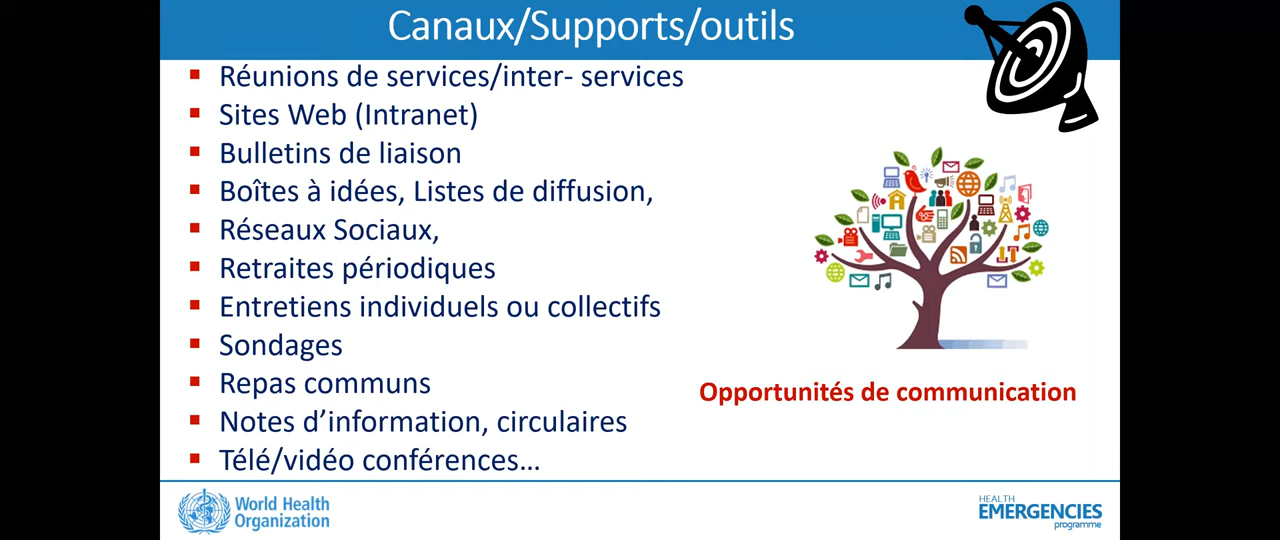 Canaux/Supports/outils
Réunions de services/inter- services
Sites Web (Intranet)
Bulletins de liaison
Boîtes à idées, Listes de diffusion,
Réseaux Sociaux,
Retraites périodiques
Entretiens individuels ou collectifs
Sondages
Repas communs
Notes d’information, circulaires
Télé/vidéo conférences…
Opportunités de communication
World Health
Organization
HEALTH
EMERGENCIES
programme